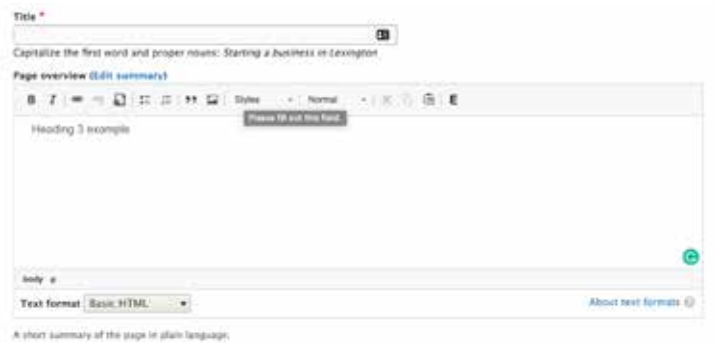 Title *
Capitalize the first word and proper nouns: Starting a business in Lexington
Page overview (Edit summary)
B I Styles Normal E
Please fill out this field.
Heading 3 example
body p
Text format Basic HTML About text formats ?
A short summary of the page in plain language.